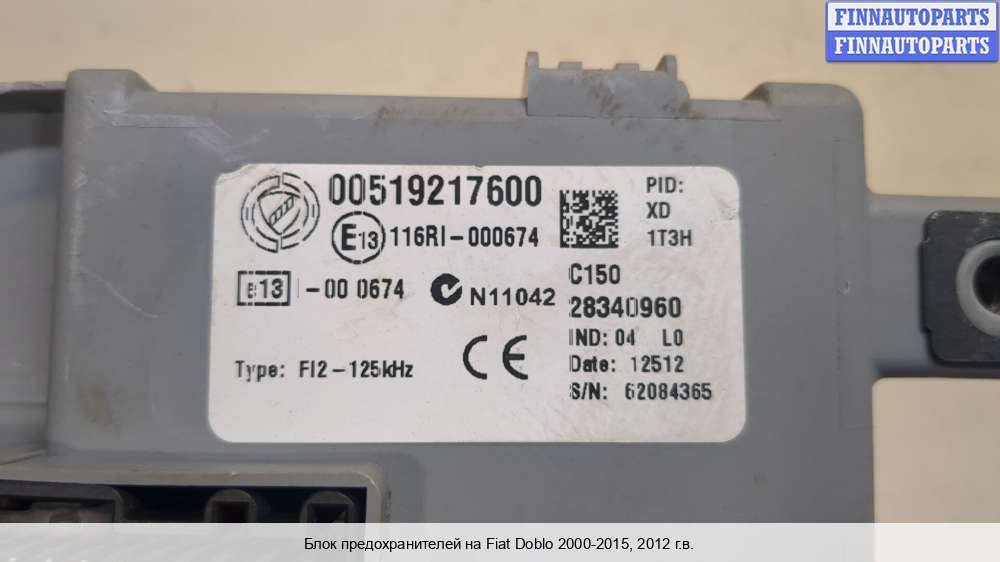 FINNAUTOPARTS
FINNAUTOPARTS
00519217600
E13 116RI-000674
e13 I-00 0674
N11042
Type: FI2-125kHz
CE
PID:
XD
1T3H
C150
28340960
IND: 04 L0
Date: 12512
S/N: 62084365
Блок предохранителей на Fiat Doblo 2000-2015, 2012 г.в.